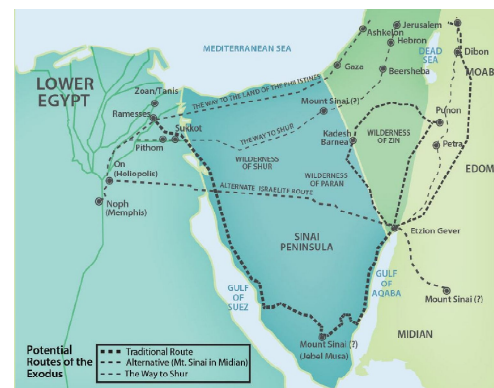 MEDITERRANEAN SEA
Ashkelon
Jerusalem
Hebron
DEAD
SEA
Dibon
Gaza
Beersheba
MOAB
LOWER
EGYPT
Zoan/Tanis
THE WAY TO THE LAND OF THE PHILISTINES
Ramesses
Mount Sinai (?)
Punon
Sukkot
THE WAY TO SHUR
Kadesh
Barnea
WILDERNESS
OF ZIN
Pithom
WILDERNESS
OF SHUR
Petra
On
(Heliopolis)
WILDERNESS
OF PARAN
EDOM
ALTERNATE ISRAELITE ROUTE
Noph
(Memphis)
Etzion Gever
SINAI
PENINSULA
GULF
OF
SUEZ
GULF
OF
AQABA
Mount Sinai (?)
MIDIAN
Mount Sinai (?)
(Jabal Musa)
Potential
Routes of the
Exodus
Traditional Route
Alternative (Mt. Sinai in Midian)
The Way to Shur